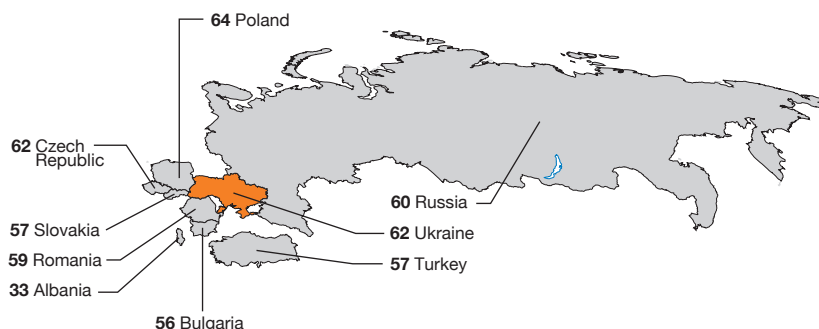 64 Poland
62 Czech
Republic
57 Slovakia
59 Romania
33 Albania
56 Bulgaria
60 Russia
62 Ukraine
57 Turkey